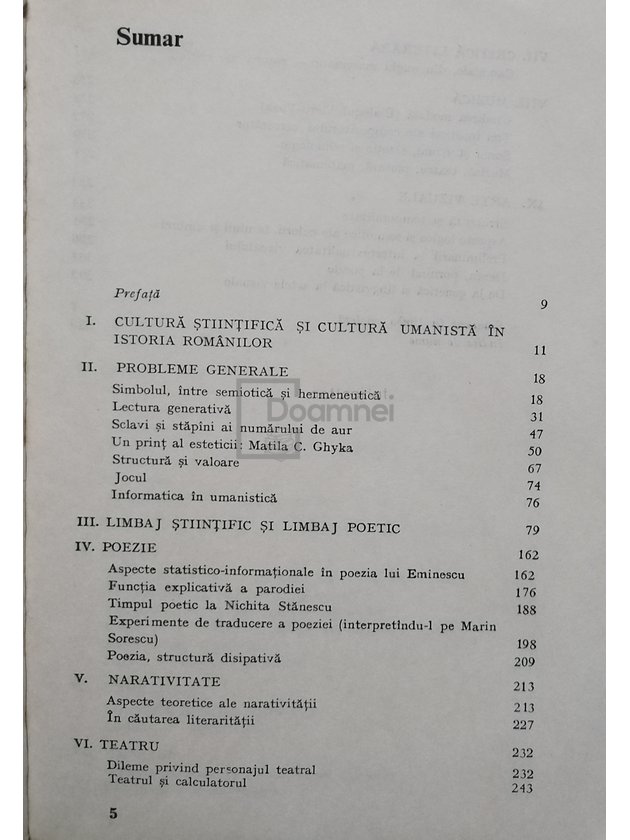 Sumar
Prefață 9
I. CULTURĂ ȘTIINȚIFICĂ ȘI CULTURĂ UMANISTĂ ÎN
ISTORIA ROMÂNILOR 11
II. PROBLEME GENERALE 18
Simbolul, între semiotică și hermeneutică 18
Lectura generativă 31
Sclavi și stăpîni ai numărului de aur 47
Un prinț al esteticii: Matila C. Ghyka 50
Structură și valoare 67
Jocul 74
Informatica în umanistică 76
III. LIMBAJ ȘTIINȚIFIC ȘI LIMBAJ POETIC 79
IV. POEZIE 162
Aspecte statistico-informaționale în poezia lui Eminescu 162
Funcția explicativă a parodiei 176
Timpul poetic la Nichita Stănescu 188
Experimente de traducere a poeziei (interpretîndu-l pe Marin
Sorescu) 198
Poezia, structură disipativă 209
V. NARATIVITATE 213
Aspecte teoretice ale narativității 213
În căutarea literarității 227
VI. TEATRU 232
Dileme privind personajul teatral 232
Teatrul și calculatorul 243
5
Doamnei